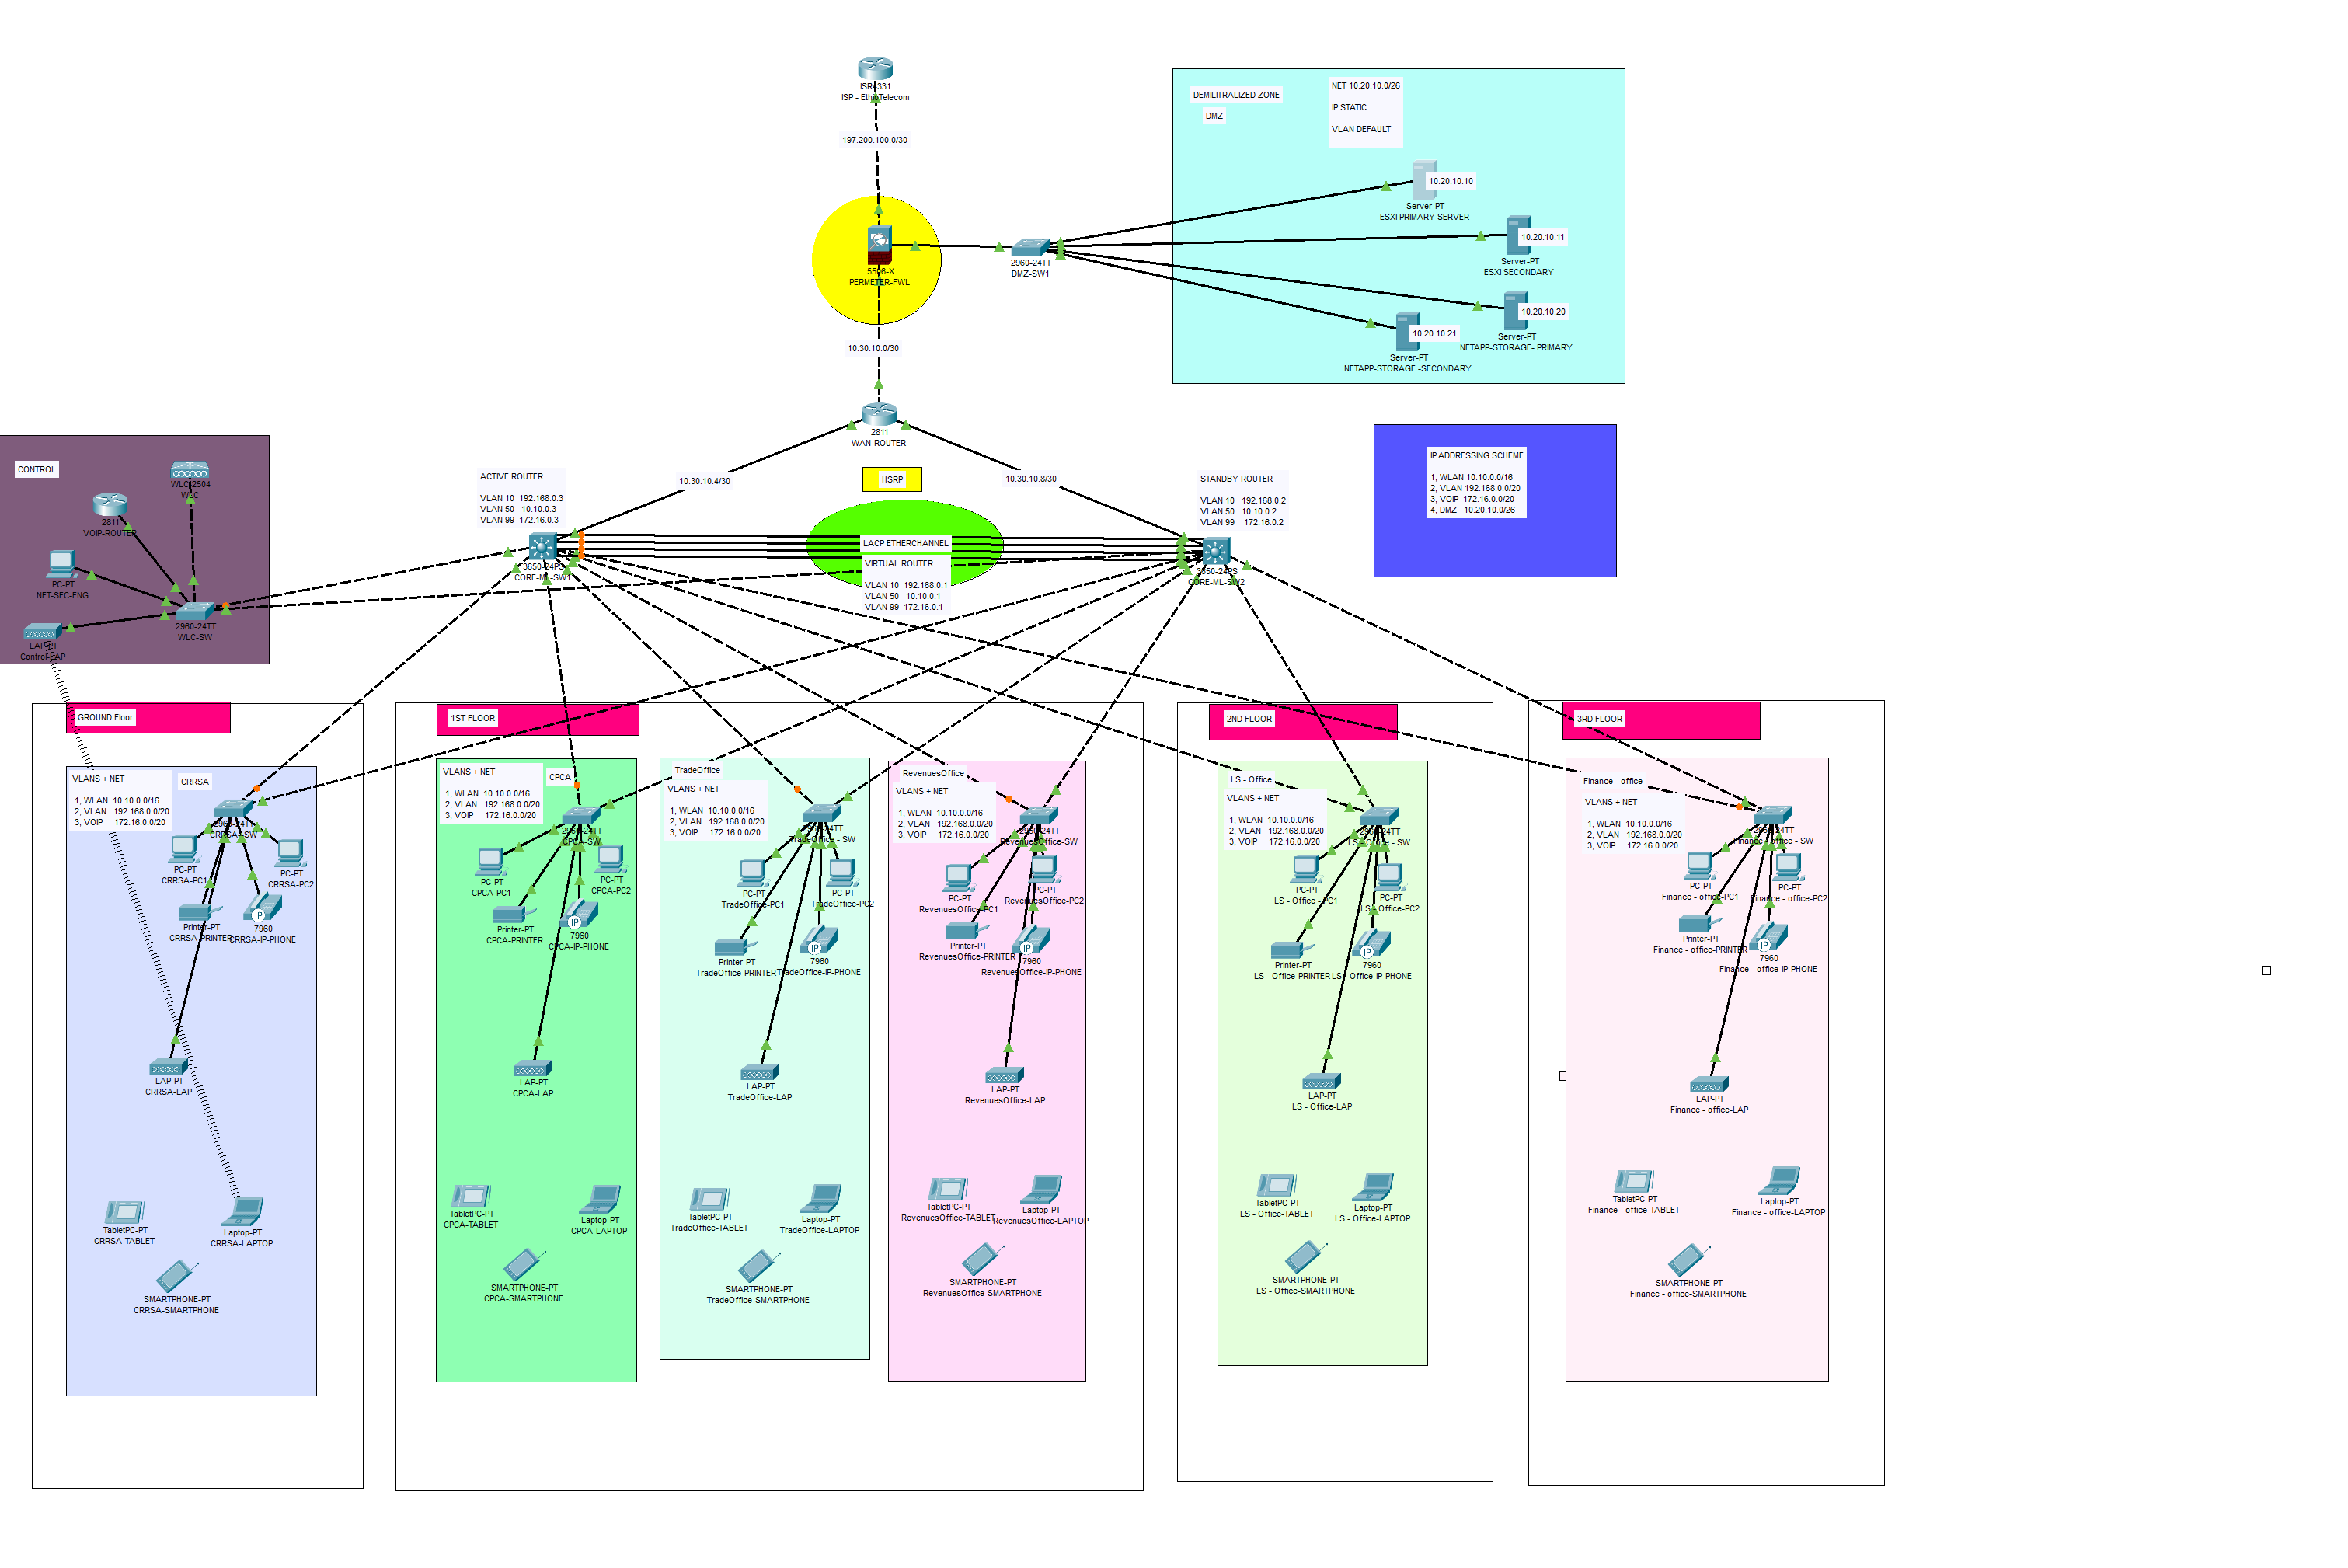 ISR4331
ISP - EthioTelecom
197.200.100.0/30
5506-X
PERMETER-FWL
10.30.10.0/30
2811
WAN-ROUTER
2960-24TT
DMZ-SW1
DEMILITRALIZED ZONE
DMZ
NET 10.20.10.0/26
IP STATIC
VLAN DEFAULT
10.20.10.10
Server-PT
ESXI PRIMARY SERVER
10.20.10.11
Server-PT
ESXI SECONDARY
10.20.10.20
Server-PT
NETAPP-STORAGE- PRIMARY
10.20.10.21
Server-PT
NETAPP-STORAGE -SECONDARY
CONTROL
WLC-2504
WLC
2811
VOIP-ROUTER
PC-PT
NET-SEC-ENG
2960-24TT
WLC-SW
LAP-PT
Control-LAP
ACTIVE ROUTER
VLAN 10 192.168.0.3
VLAN 50 10.10.0.3
VLAN 99 172.16.0.3
10.30.10.4/30
HSRP
10.30.10.8/30
STANDBY ROUTER
VLAN 10 192.168.0.2
VLAN 50 10.10.0.2
VLAN 99 172.16.0.2
3650-24PS
CORE-ML-SW1
LACP ETHERCHANNEL
VIRTUAL ROUTER
VLAN 10 192.168.0.1
VLAN 50 10.10.0.1
VLAN 99 172.16.0.1
3650-24PS
CORE-ML-SW2
IP ADDRESSING SCHEME
1, WLAN 10.10.0.0/16
2, VLAN 192.168.0.0/20
3, VOIP 172.16.0.0/20
4, DMZ 10.20.10.0/26
GROUND Floor
VLANS + NET
CRRSA
1, WLAN 10.10.0.0/16
2, VLAN 192.168.0.0/20
3, VOIP 172.16.0.0/20
2960-24TT
CRRSA -SW
PC-PT
CRRSA-PC1
PC-PT
CRRSA-PC2
Printer-PT
CRRSA-PRINTER
IP
7960
CRRSA-IP-PHONE
LAP-PT
CRRSA-LAP
TabletPC-PT
CRRSA-TABLET
Laptop-PT
CRRSA-LAPTOP
SMARTPHONE-PT
CRRSA-SMARTPHONE
1ST FLOOR
VLANS + NET
CPCA
1, WLAN 10.10.0.0/16
2, VLAN 192.168.0.0/20
3, VOIP 172.16.0.0/20
2960-24TT
CPCA-SW
PC-PT
CPCA-PC1
PC-PT
CPCA-PC2
Printer-PT
CPCA-PRINTER
IP
7960
CPCA-IP-PHONE
LAP-PT
CPCA-LAP
TabletPC-PT
CPCA-TABLET
Laptop-PT
CPCA-LAPTOP
SMARTPHONE-PT
CPCA-SMARTPHONE
TradeOffice
VLANS + NET
1, WLAN 10.10.0.0/16
2, VLAN 192.168.0.0/20
3, VOIP 172.16.0.0/20
2960-24TT
TradeOffice - SW
PC-PT
TradeOffice-PC1
PC-PT
TradeOffice-PC2
Printer-PT
TradeOffice-PRINTER
IP
7960
TradeOffice-IP-PHONE
LAP-PT
TradeOffice-LAP
TabletPC-PT
TradeOffice-TABLET
Laptop-PT
TradeOffice-LAPTOP
SMARTPHONE-PT
TradeOffice-SMARTPHONE
RevenuesOffice
VLANS + NET
1, WLAN 10.10.0.0/16
2, VLAN 192.168.0.0/20
3, VOIP 172.16.0.0/20
2960-24TT
RevenuesOffice-SW
PC-PT
RevenuesOffice-PC1
PC-PT
RevenuesOffice-PC2
Printer-PT
RevenuesOffice-PRINTER
IP
7960
RevenuesOffice-IP-PHONE
LAP-PT
RevenuesOffice-LAP
TabletPC-PT
RevenuesOffice-TABLET
Laptop-PT
RevenuesOffice-LAPTOP
SMARTPHONE-PT
RevenuesOffice-SMARTPHONE
2ND FLOOR
LS - Office
VLANS + NET
1, WLAN 10.10.0.0/16
2, VLAN 192.168.0.0/20
3, VOIP 172.16.0.0/20
2960-24TT
LS - Office - SW
PC-PT
LS - Office - PC1
PC-PT
LS - Office-PC2
Printer-PT
LS - Office-PRINTER
IP
7960
LS - Office-IP-PHONE
LAP-PT
LS - Office-LAP
TabletPC-PT
LS - Office-TABLET
Laptop-PT
LS - Office-LAPTOP
SMARTPHONE-PT
LS - Office-SMARTPHONE
3RD FLOOR
Finance - office
VLANS + NET
1, WLAN 10.10.0.0/16
2, VLAN 192.168.0.0/20
3, VOIP 172.16.0.0/20
2960-24TT
Finance - office - SW
PC-PT
Finance - office-PC1
PC-PT
Finance - office-PC2
Printer-PT
Finance - office-PRINTER
IP
7960
Finance - office-IP-PHONE
LAP-PT
Finance - office-LAP
TabletPC-PT
Finance - office-TABLET
Laptop-PT
Finance - office-LAPTOP
SMARTPHONE-PT
Finance - office-SMARTPHONE